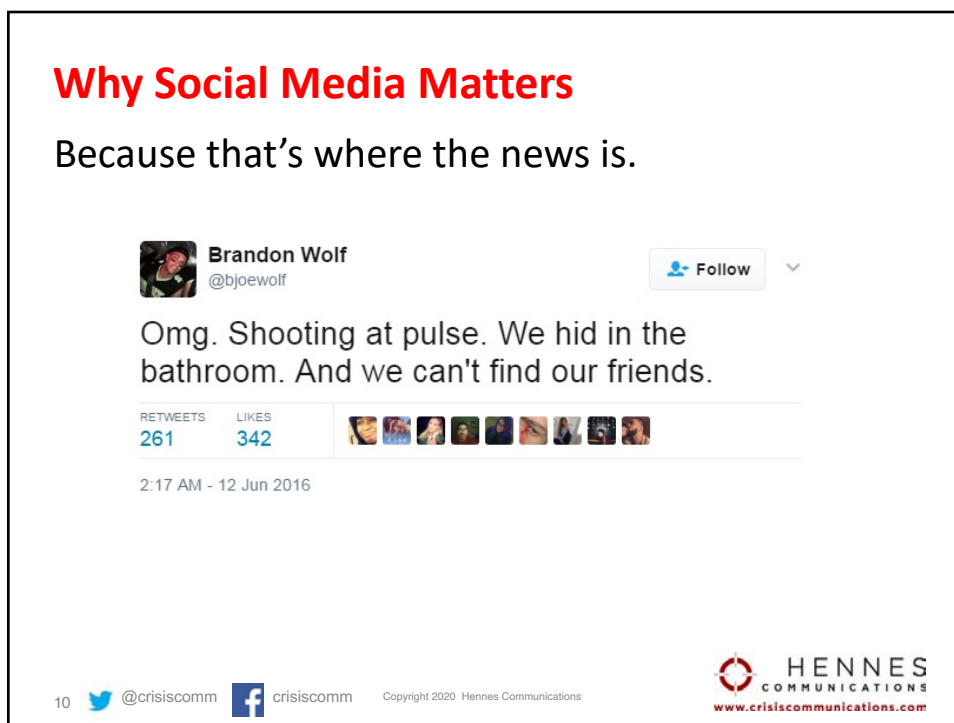 Why Social Media Matters
Because that's where the news is.
Brandon Wolf
@bjoewolf
Follow
Omg. Shooting at pulse. We hid in the
bathroom. And we can't find our friends.
RETWEETS LIKES
261 342
2:17 AM - 12 Jun 2016
10 @crisiscomm f crisiscomm Copyright 2020 Hennes Communications
HENNES
COMMUNICATIONS
www.crisiscommunications.com